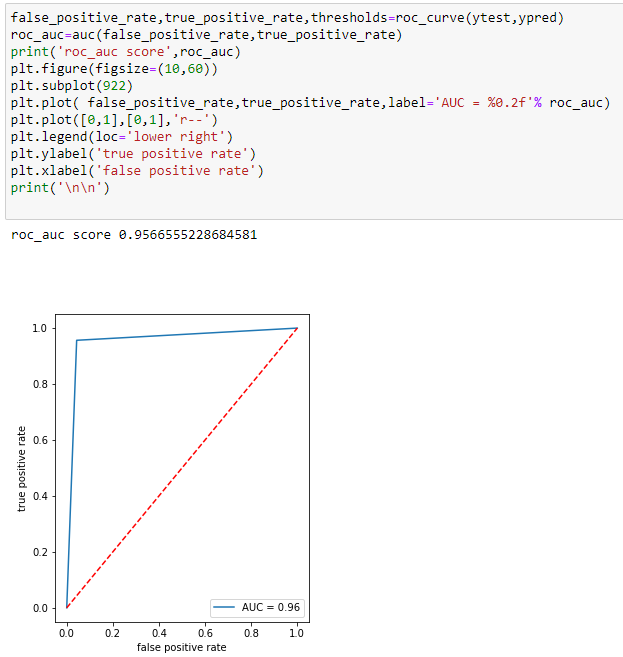 false_positive_rate,true_positive_rate,thresholds=roc_curve(ytest,ypred)
roc_auc=auc(false_positive_rate,true_positive_rate)
print('roc_auc score',roc_auc)
plt.figure(figsize=(10,60))
plt.subplot(922)
plt.plot( false_positive_rate,true_positive_rate,label='AUC = %0.2f'% roc_auc)
plt.plot([0,1],[0,1],'r--')
plt.legend(loc='lower right')
plt.ylabel('true positive rate')
plt.xlabel('false positive rate')
print('\n\n')
roc_auc score 0.9566555228684581
1.0
0.8
0.6
0.4
0.2
0.0
true positive rate
AUC = 0.96
0.0 0.2 0.4 0.6 0.8 1.0
false positive rate